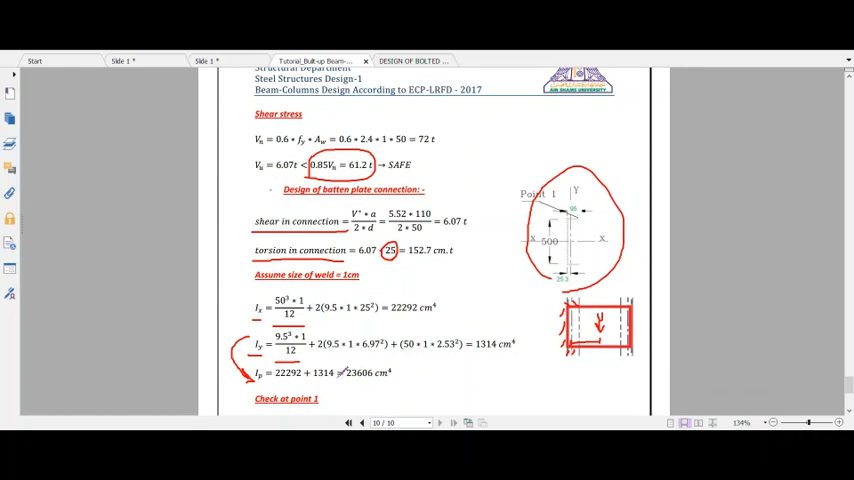 Start
Slide 1 *
Slide 1 *
Tutorial_Built-up Beam-...
DESIGN OF BOLTED ...
Structural Department
Steel Structures Design-1
Beam-Columns Design According to ECP-LRFD - 2017
AIN SHAMS UNIVERSITY
Shear stress
Vn = 0.6 * fy * Aw = 0.6 * 2.4 * 1 * 50 = 72 t
Vu = 6.07t < 0.85Vn = 61.2 t → SAFE
- Design of batten plate connection: -
shear in connection = V* * a / 2 * d = 5.52 * 110 / 2 * 50 = 6.07 t
torsion in connection = 6.07 * 25 = 152.7 cm.t
Assume size of weld = 1cm
Ix = 50³ * 1 / 12 + 2(9.5 * 1 * 25²) = 22292 cm⁴
Iy = 9.5³ * 1 / 12 + 2(9.5 * 1 * 6.97²) + (50 * 1 * 2.53²) = 1314 cm⁴
Ip = 22292 + 1314 = 23606 cm⁴
Check at point 1
Point 1
Y
95
X
500
X
25.3
10 / 10
134%